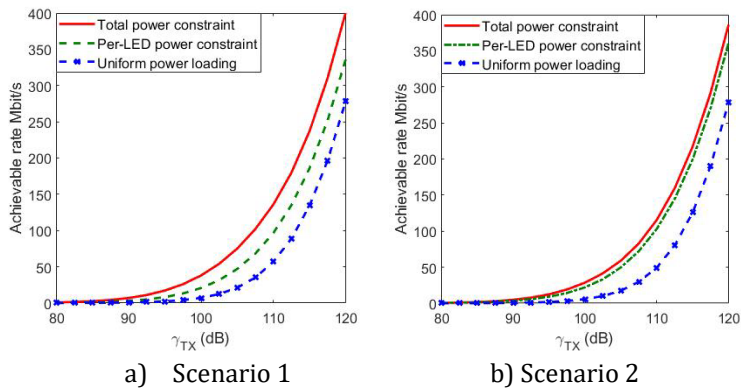 400
350
300
250
200
150
100
50
0
Achievable rate Mbit/s
Total power constraint
Per-LED power constraint
Uniform power loading
80 90 100 110 120
γTX (dB)
a) Scenario 1
400
350
300
250
200
150
100
50
0
Achievable rate Mbit/s
Total power constraint
Per-LED power constraint
Uniform power loading
80 90 100 110 120
γTX (dB)
b) Scenario 2